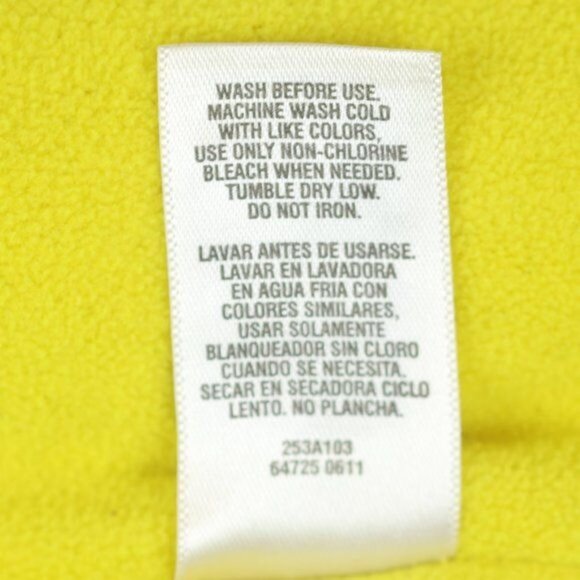 WASH BEFORE USE.
MACHINE WASH COLD
WITH LIKE COLORS,
USE ONLY NON-CHLORINE
BLEACH WHEN NEEDED.
TUMBLE DRY LOW.
DO NOT IRON.
LAVAR ANTES DE USARSE.
LAVAR EN LAVADORA
EN AGUA FRIA CON
COLORES SIMILARES,
USAR SOLAMENTE
BLANQUEADOR SIN CLORO
CUANDO SE NECESITA.
SECAR EN SECADORA CICLO
LENTO. NO PLANCHA.
253A103
64725 0611